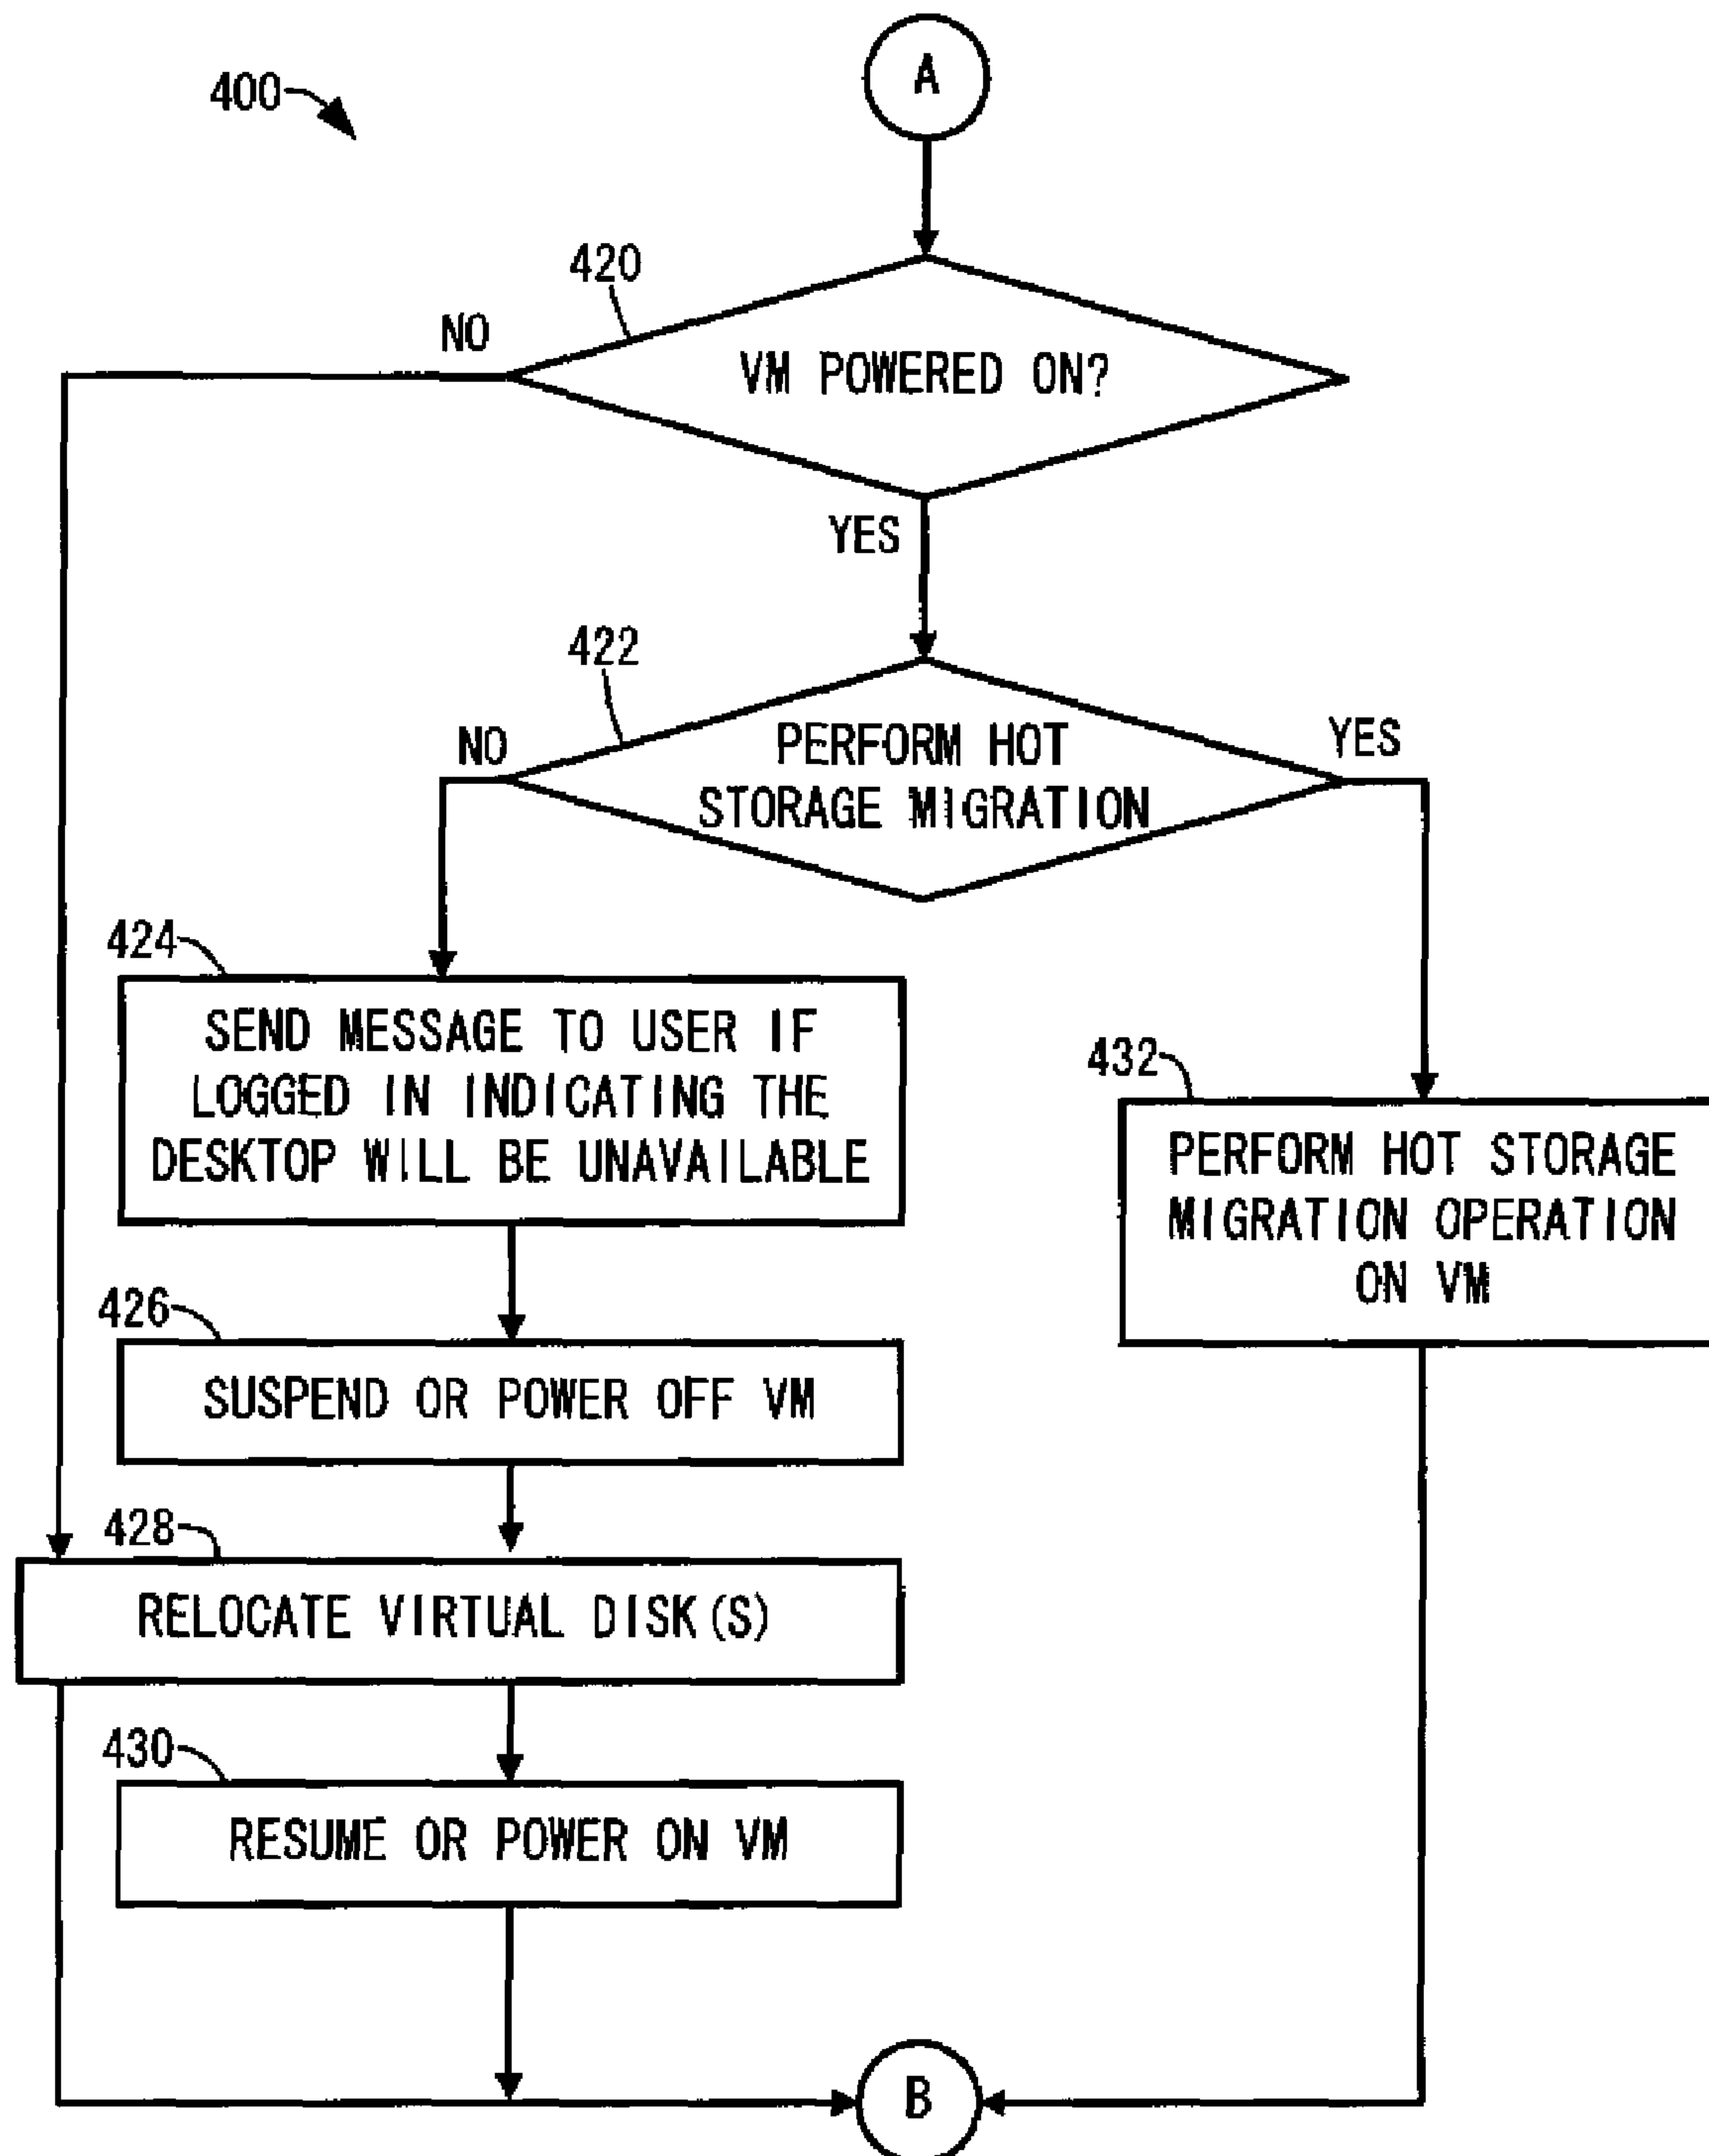 400
A
420
NO
VM POWERED ON?
YES
422
NO
PERFORM HOT
STORAGE MIGRATION
YES
424
SEND MESSAGE TO USER IF
LOGGED IN INDICATING THE
DESKTOP WILL BE UNAVAILABLE
432
PERFORM HOT STORAGE
MIGRATION OPERATION
ON VM
426
SUSPEND OR POWER OFF VM
428
RELOCATE VIRTUAL DISK(S)
430
RESUME OR POWER ON VM
B